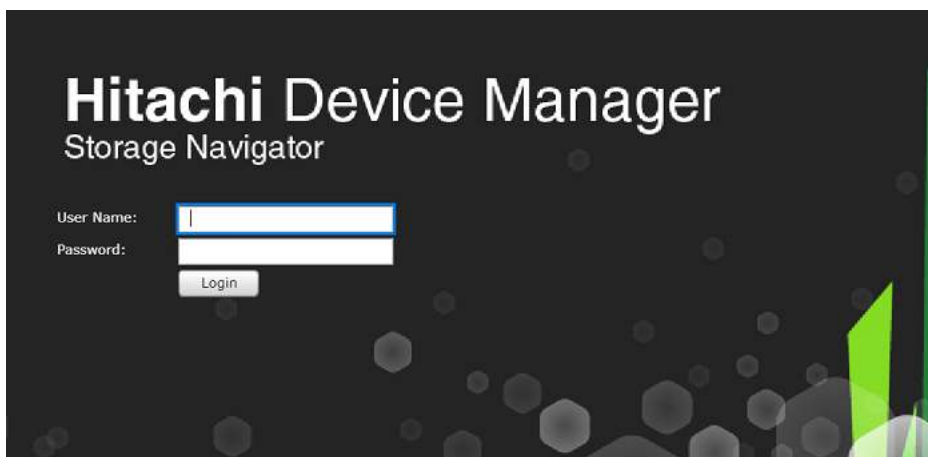 Hitachi Device Manager
Storage Navigator
User Name:
Password:
Login